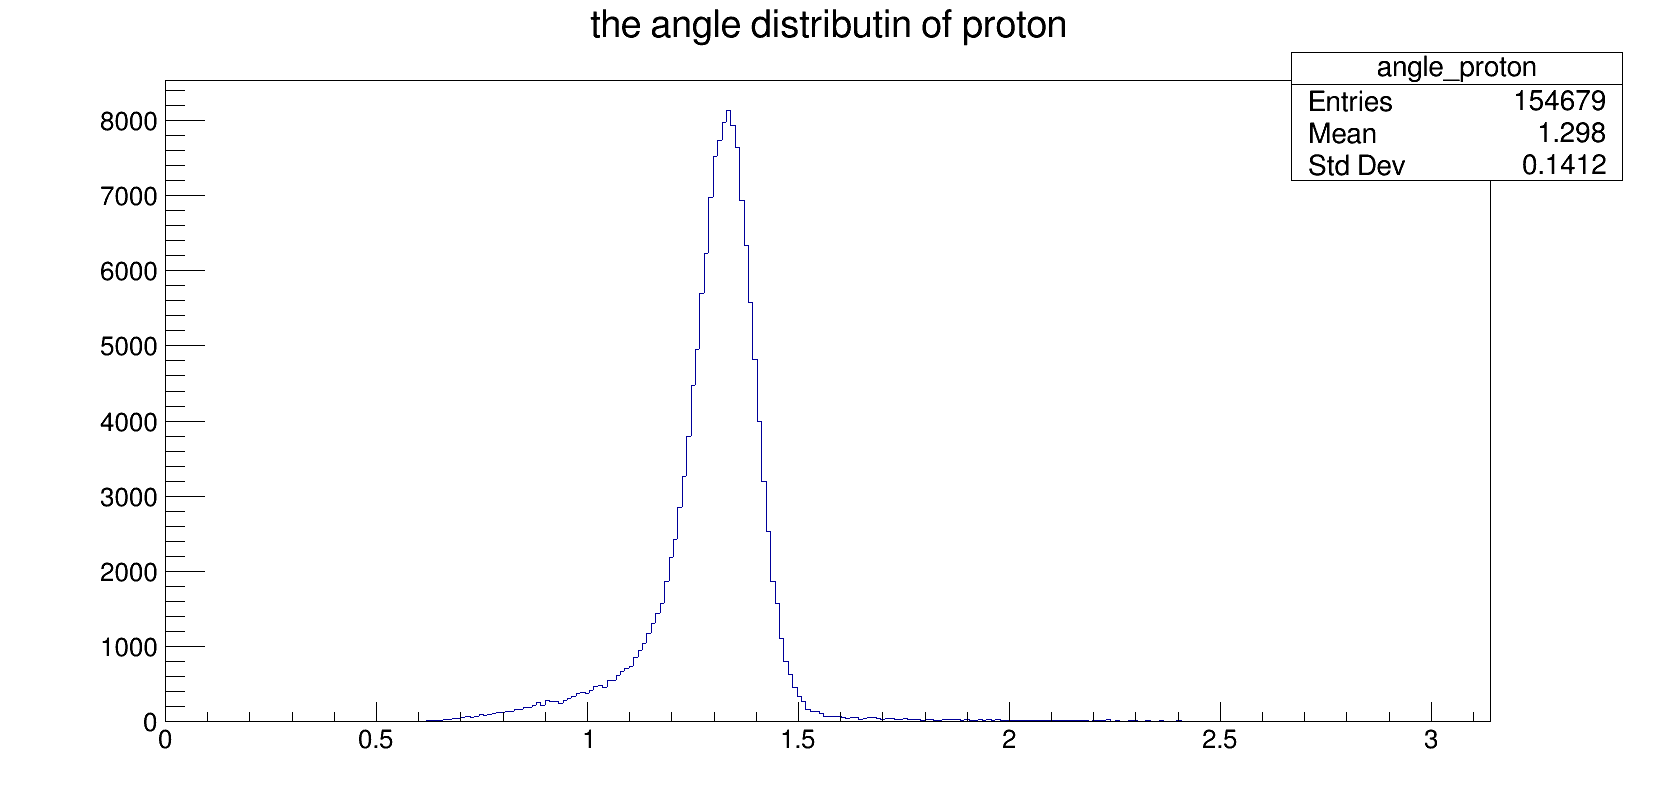 the angle distributin of proton
angle_proton
Entries 154679
Mean 1.298
Std Dev 0.1412
8000
7000
6000
5000
4000
3000
2000
1000
0
0 0.5 1 1.5 2 2.5 3